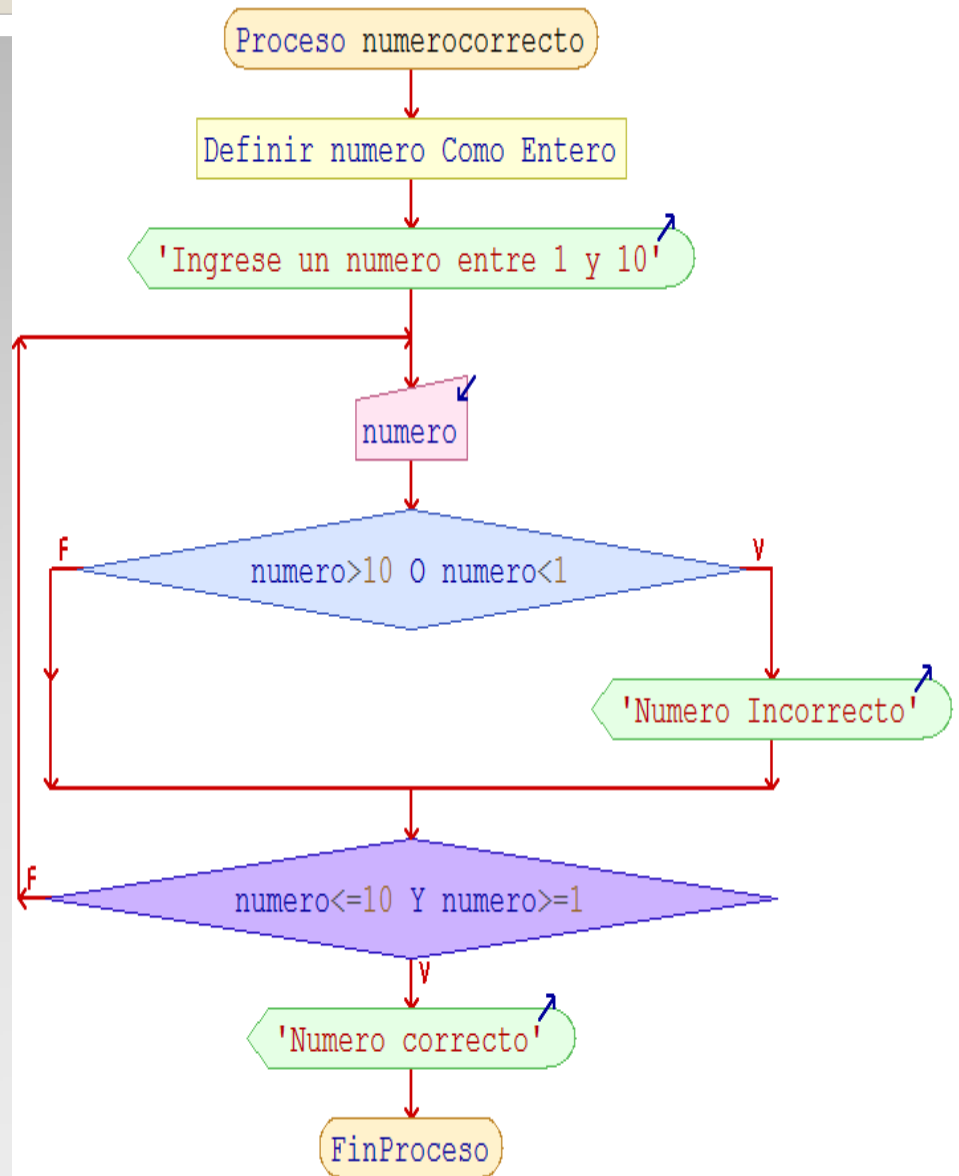 Proceso numerocorrecto
Definir numero Como Entero
'Ingrese un numero entre 1 y 10'
numero
F
V
numero>10 O numero<1
'Numero Incorrecto'
F
numero<=10 Y numero>=1
V
'Numero correcto'
FinProceso